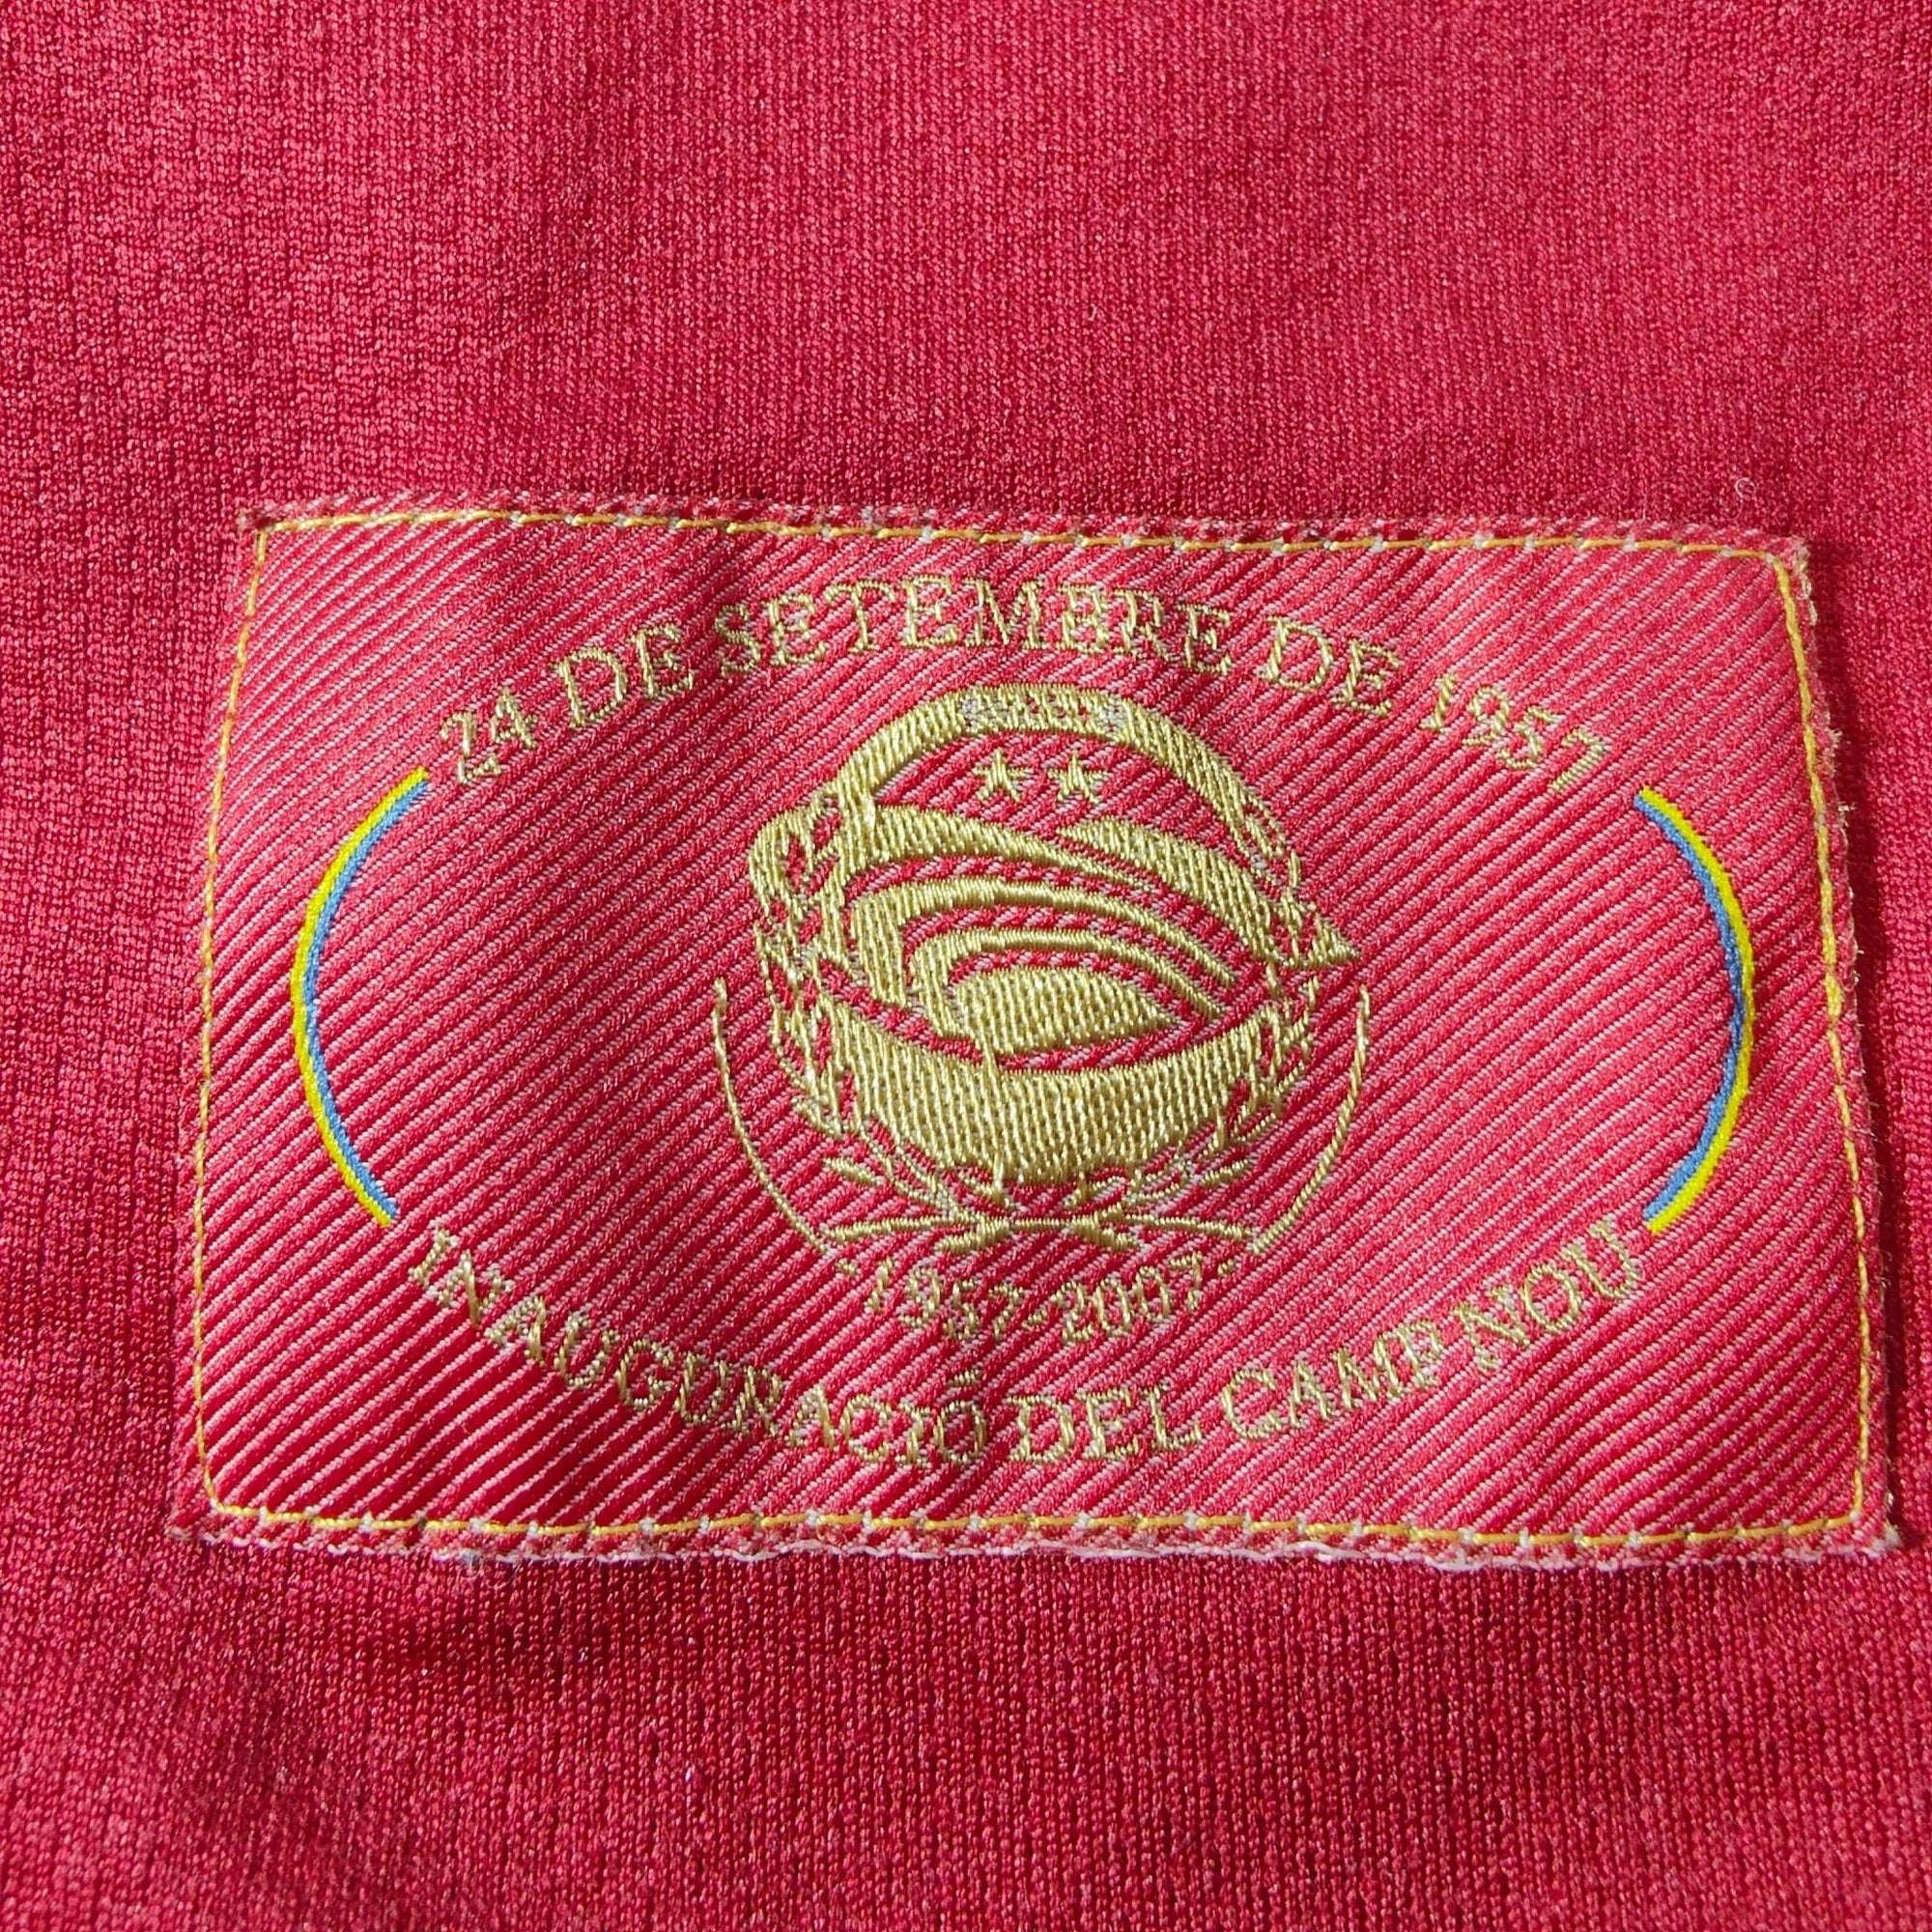 24 DE SETEMBRE DE 1957
·1957-2007·
INAUGURACIÓ DEL CAMP NOU